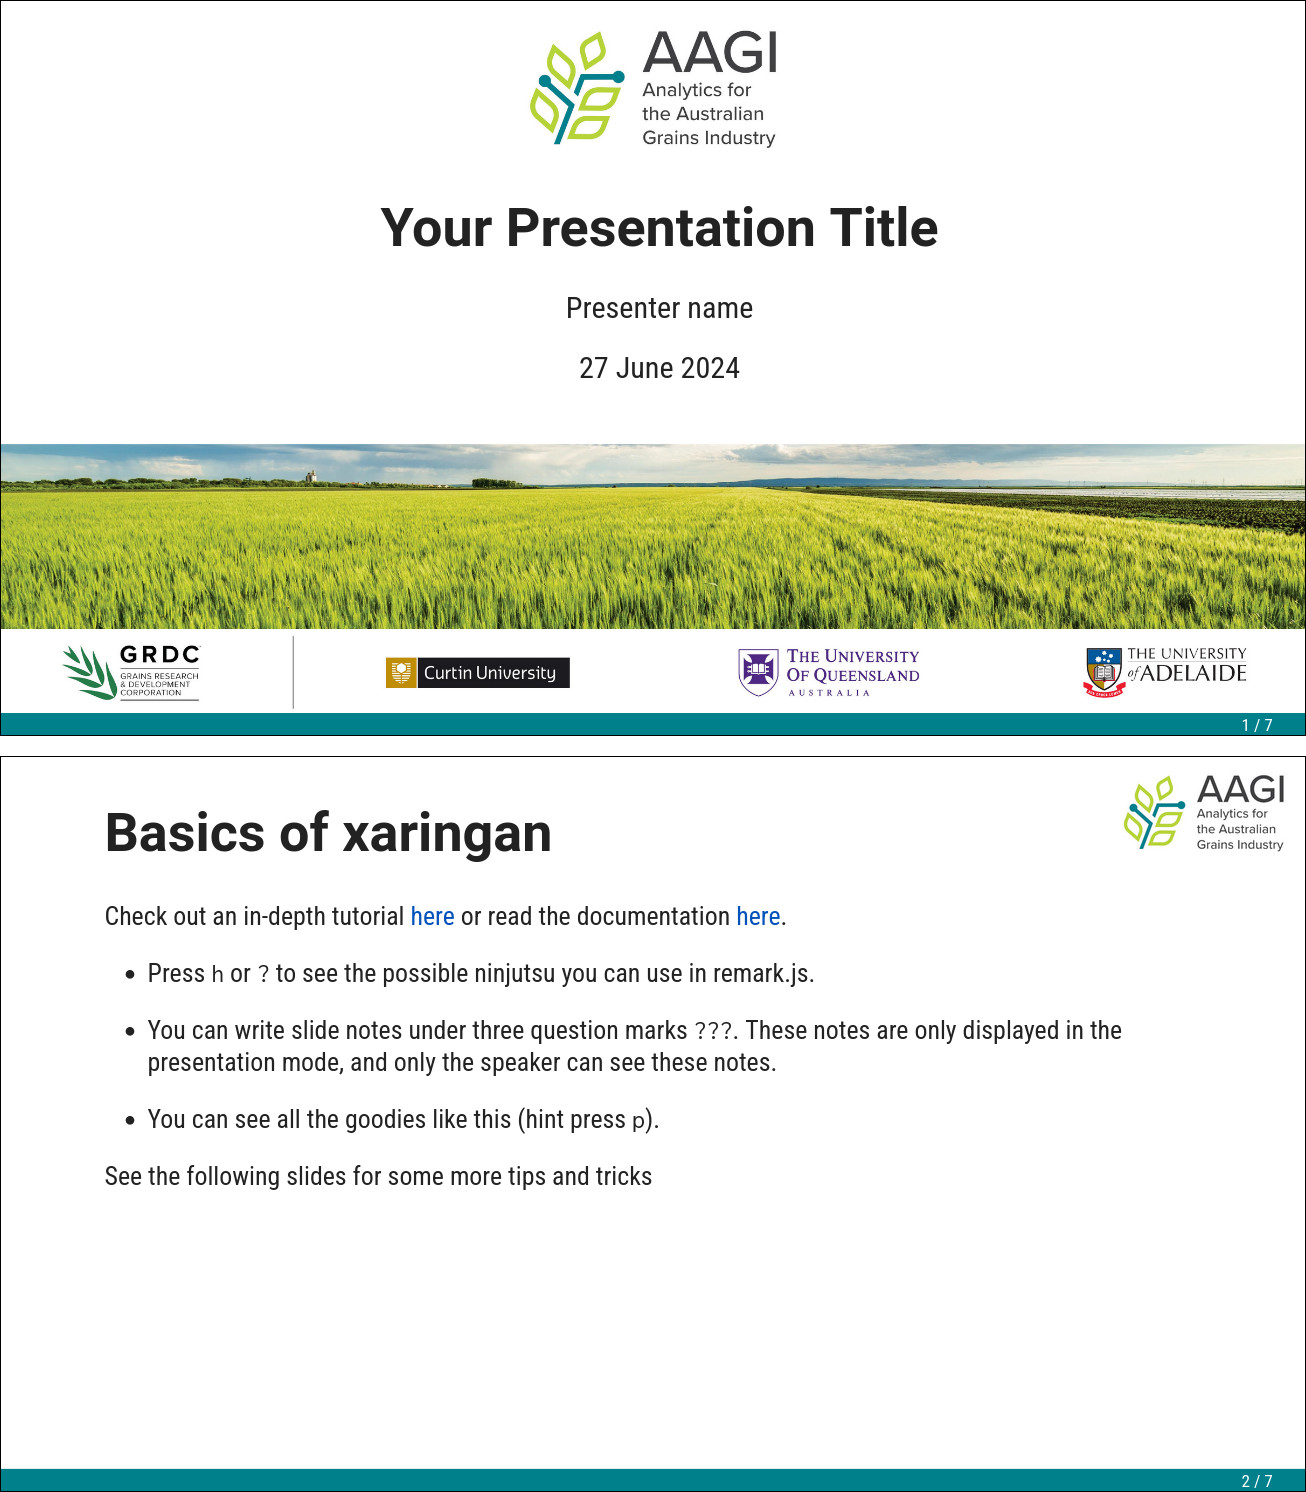 AAGI
Analytics for
the Australian
Grains Industry
Your Presentation Title
Presenter name
27 June 2024
GRDC
GRAINS RESEARCH
& DEVELOPMENT
CORPORATION
Curtin University
THE UNIVERSITY
OF QUEENSLAND
AUSTRALIA
THE UNIVERSITY
of ADELAIDE
1 / 7
AAGI
Analytics for
the Australian
Grains Industry
Basics of xaringan
Check out an in-depth tutorial here or read the documentation here.
• Press h or ? to see the possible ninjutsu you can use in remark.js.
• You can write slide notes under three question marks ???. These notes are only displayed in the
presentation mode, and only the speaker can see these notes.
• You can see all the goodies like this (hint press p).
See the following slides for some more tips and tricks
2 / 7